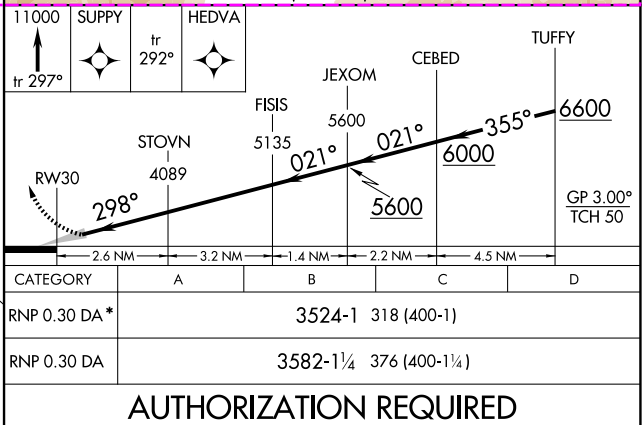 11000
tr 297°
SUPPY
tr
292°
HEDVA
TUFFY
CEBED
JEXOM
FISIS
STOVN
RW30
6600
6000
5600
5600
5135
4089
355°
021°
021°
298°
GP 3.00°
TCH 50
2.6 NM
3.2 NM
1.4 NM
2.2 NM
4.5 NM
CATEGORY A B C D
RNP 0.30 DA* 3524-1 318 (400-1)
RNP 0.30 DA 3582-1¼ 376 (400-1¼)
AUTHORIZATION REQUIRED